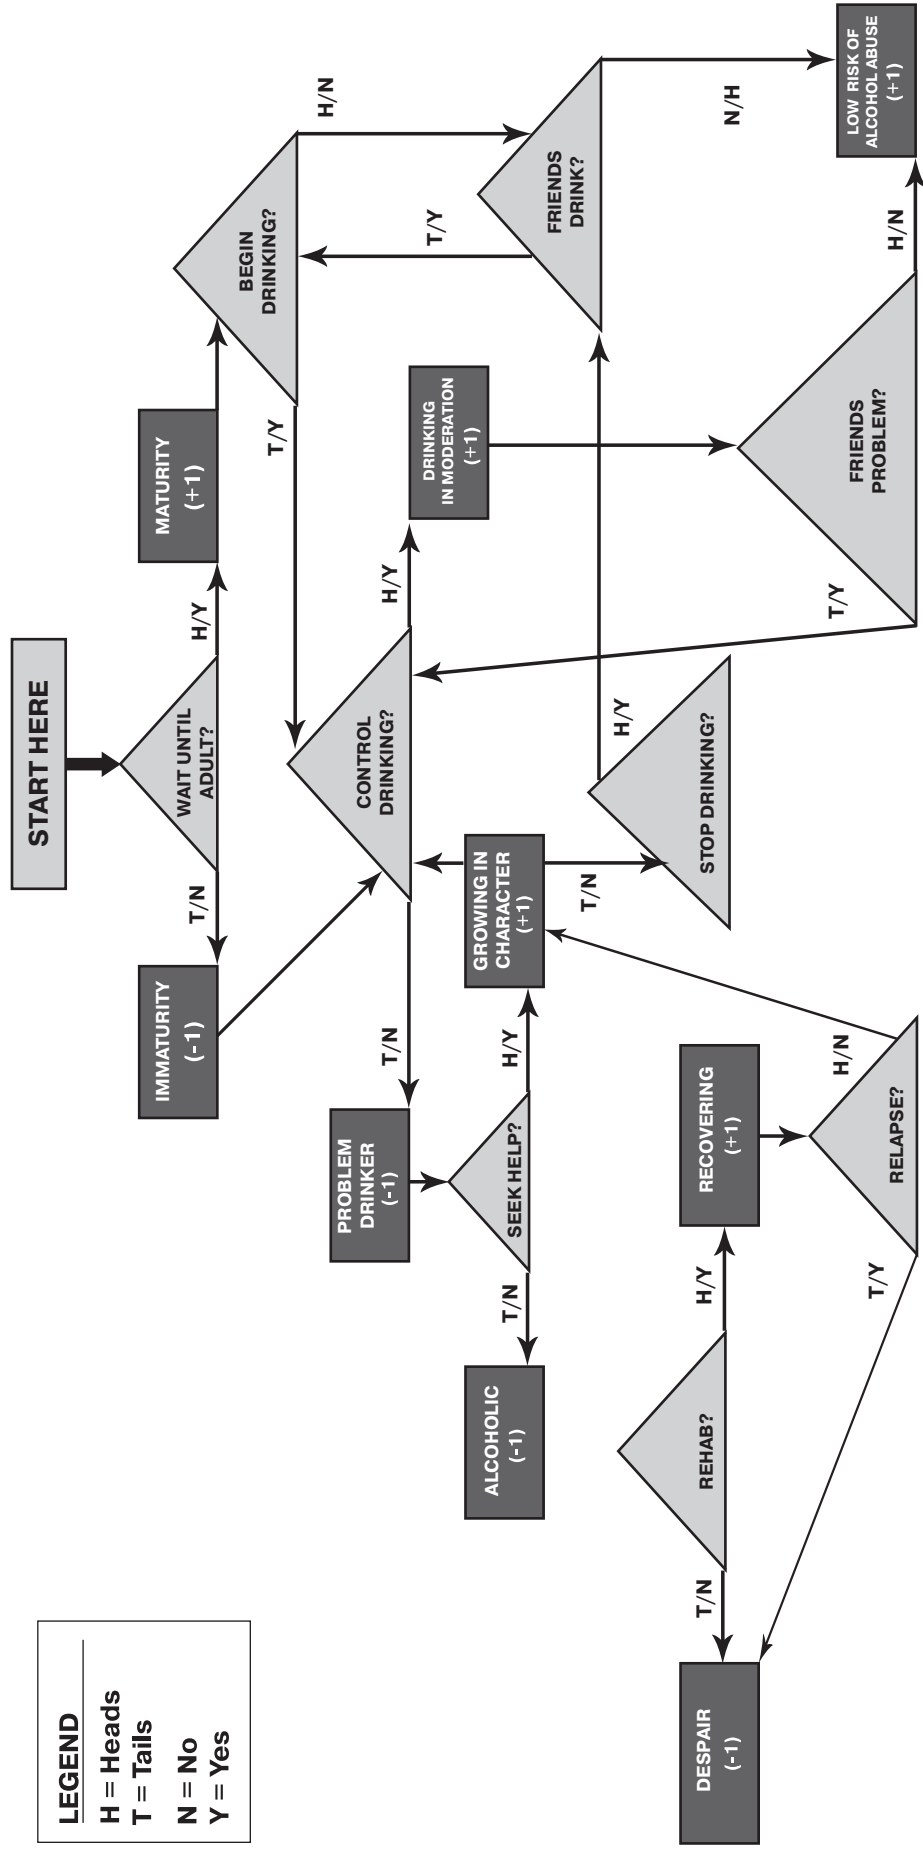 LEGEND
H = Heads
T = Tails
N = No
Y = Yes
START HERE
WAIT UNTIL
ADULT?
T/N
H/Y
IMMATURITY
(-1)
MATURITY
(+1)
BEGIN
DRINKING?
T/Y
H/N
CONTROL
DRINKING?
T/N
H/Y
PROBLEM
DRINKER
(-1)
DRINKING
IN MODERATION
(+1)
T/Y
FRIENDS
DRINK?
N/H
SEEK HELP?
T/N
H/Y
ALCOHOLIC
(-1)
GROWING IN
CHARACTER
(+1)
T/N
STOP DRINKING?
H/Y
REHAB?
T/N
H/Y
DESPAIR
(-1)
RECOVERING
(+1)
RELAPSE?
T/Y
H/N
FRIENDS
PROBLEM?
T/Y
H/N
LOW RISK OF
ALCOHOL ABUSE
(+1)